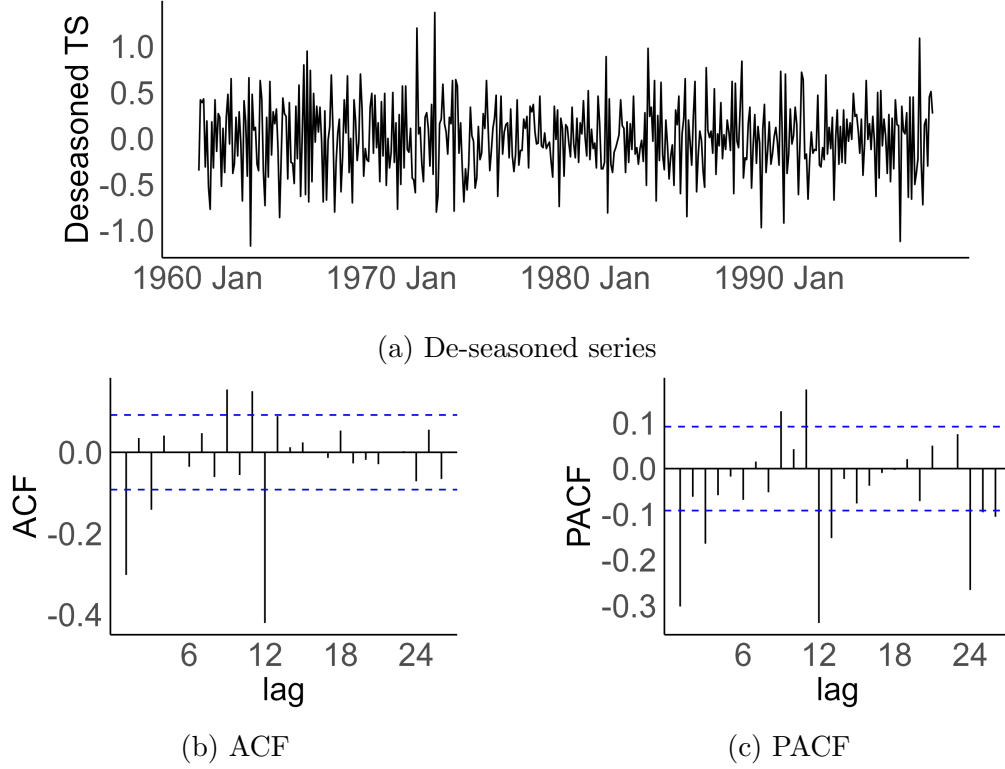 Deseasoned TS
1.0
0.5
0.0
-0.5
-1.0
1960 Jan 1970 Jan 1980 Jan 1990 Jan
(a) De-seasoned series
ACF
0.0
-0.2
-0.4
6 12 18 24
lag
(b) ACF
PACF
0.1
0.0
-0.1
-0.2
-0.3
6 12 18 24
lag
(c) PACF